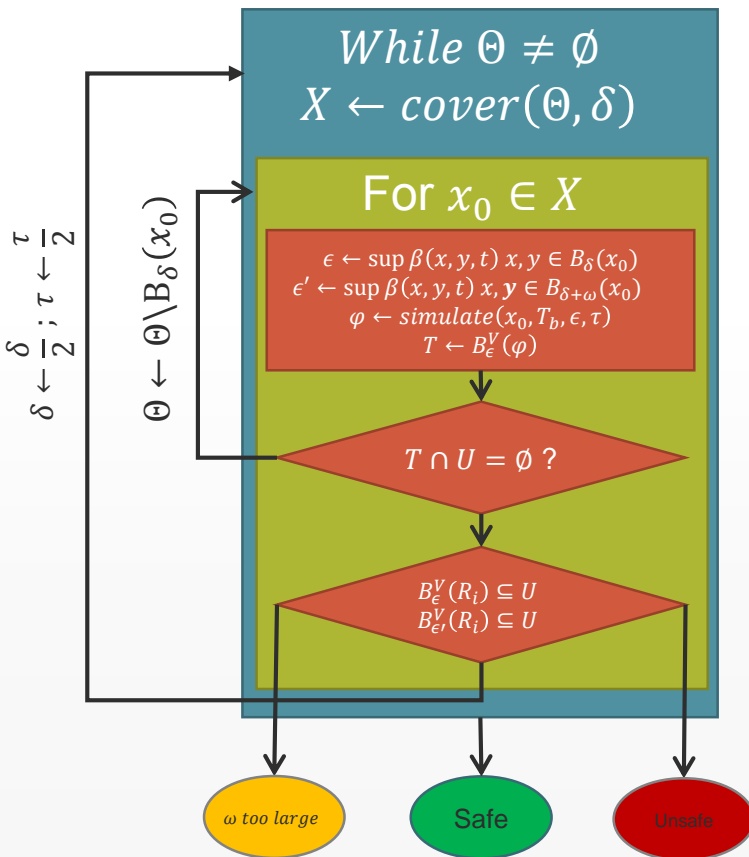 While Θ ≠ ∅
X ← cover(Θ, δ)
For x₀ ∈ X
ϵ ← sup β(x, y, t) x, y ∈ B_δ(x₀)
ϵ′ ← sup β(x, y, t) x, y ∈ B_{δ+ω}(x₀)
φ ← simulate(x₀, T_b, ϵ, τ)
T ← B_ϵ^V(φ)
T ∩ U = ∅ ?
B_ϵ^V(R_i) ⊆ U
B_{ϵ′}^V(R_i) ⊆ U
δ ← δ/2 ; τ ← τ/2
Θ ← Θ\B_δ(x₀)
ω too large
Safe
Unsafe